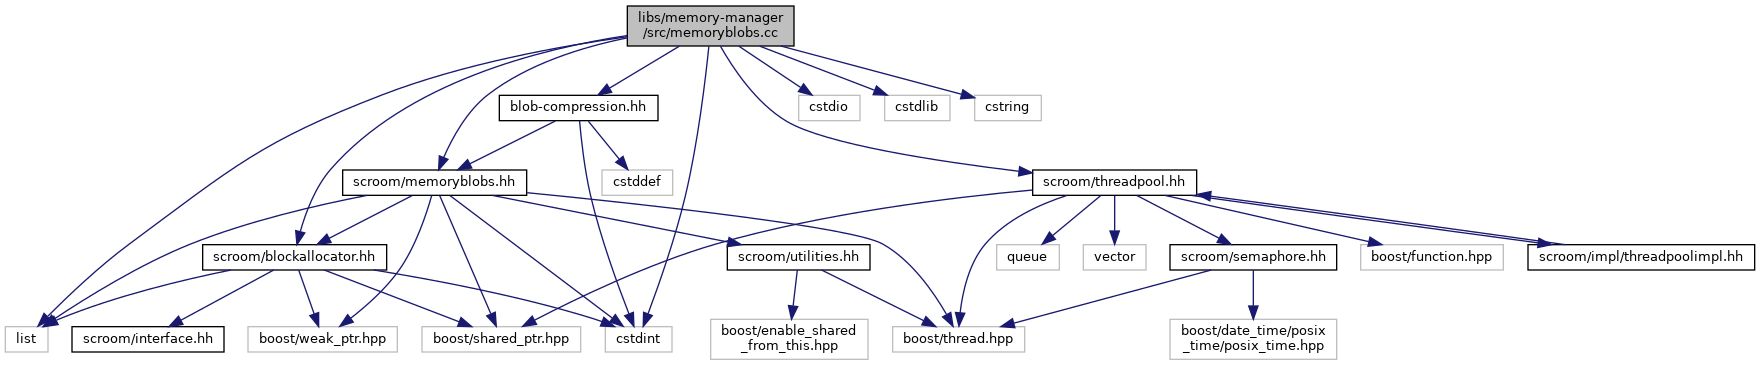 libs/memory-manager
/src/memoryblobs.cc
blob-compression.hh
cstdio
cstdlib
cstring
scroom/memoryblobs.hh
cstddef
scroom/threadpool.hh
scroom/blockallocator.hh
scroom/utilities.hh
queue
vector
scroom/semaphore.hh
boost/function.hpp
scroom/impl/threadpoolimpl.hh
list
scroom/interface.hh
boost/weak_ptr.hpp
boost/shared_ptr.hpp
cstdint
boost/enable_shared
_from_this.hpp
boost/thread.hpp
boost/date_time/posix
_time/posix_time.hpp